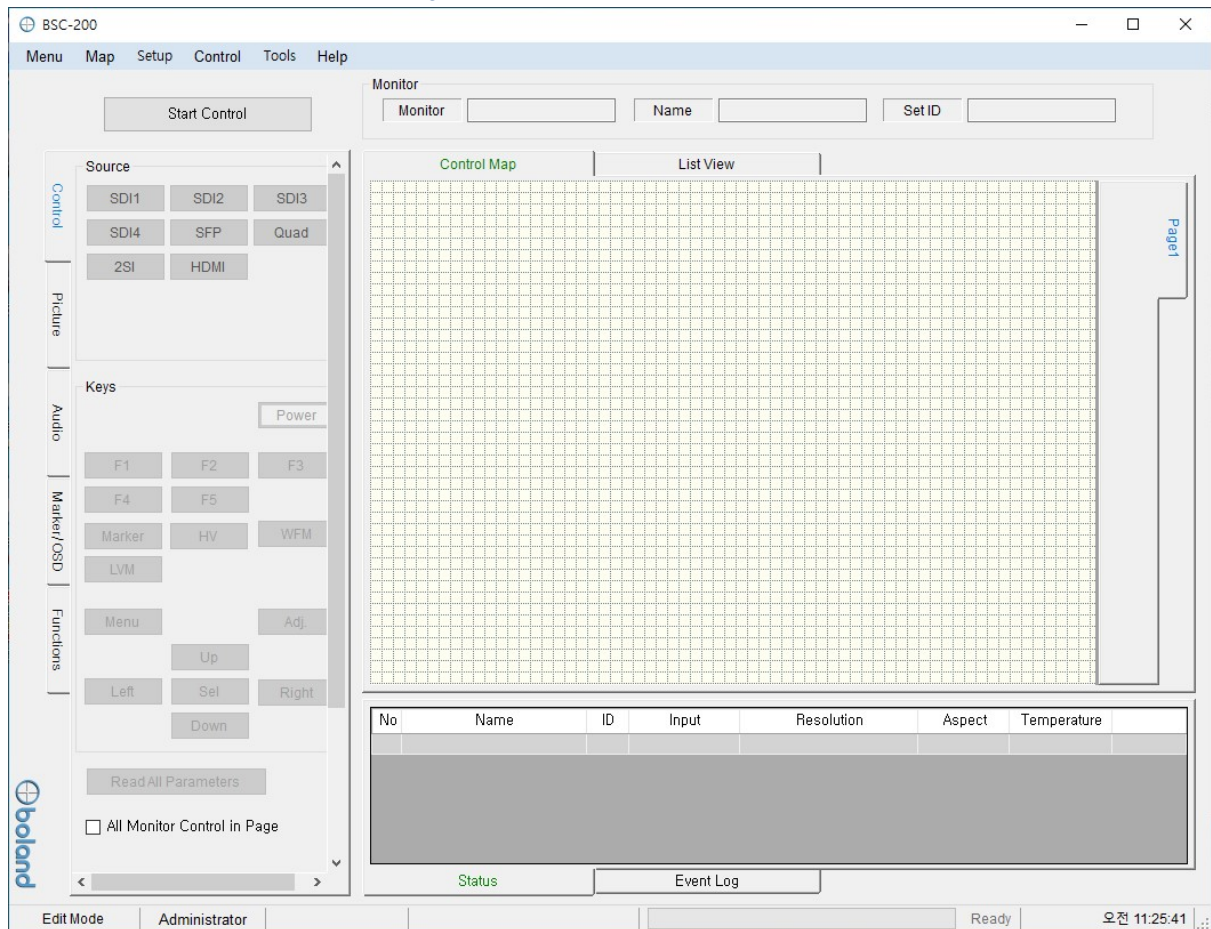 BSC-200
Menu Map Setup Control Tools Help
Start Control
Monitor
Monitor Name Set ID
Control
Picture
Audio
Marker/OSD
Functions
Source
SDI1 SDI2 SDI3
SDI4 SFP Quad
2SI HDMI
Keys
Power
F1 F2 F3
F4 F5
Marker HV WFM
LVM
Menu Adj.
Up
Left Sel Right
Down
Read All Parameters
All Monitor Control in Page
boland
Control Map List View
Page1
No Name ID Input Resolution Aspect Temperature
Status Event Log
Edit Mode Administrator Ready 오전 11:25:41